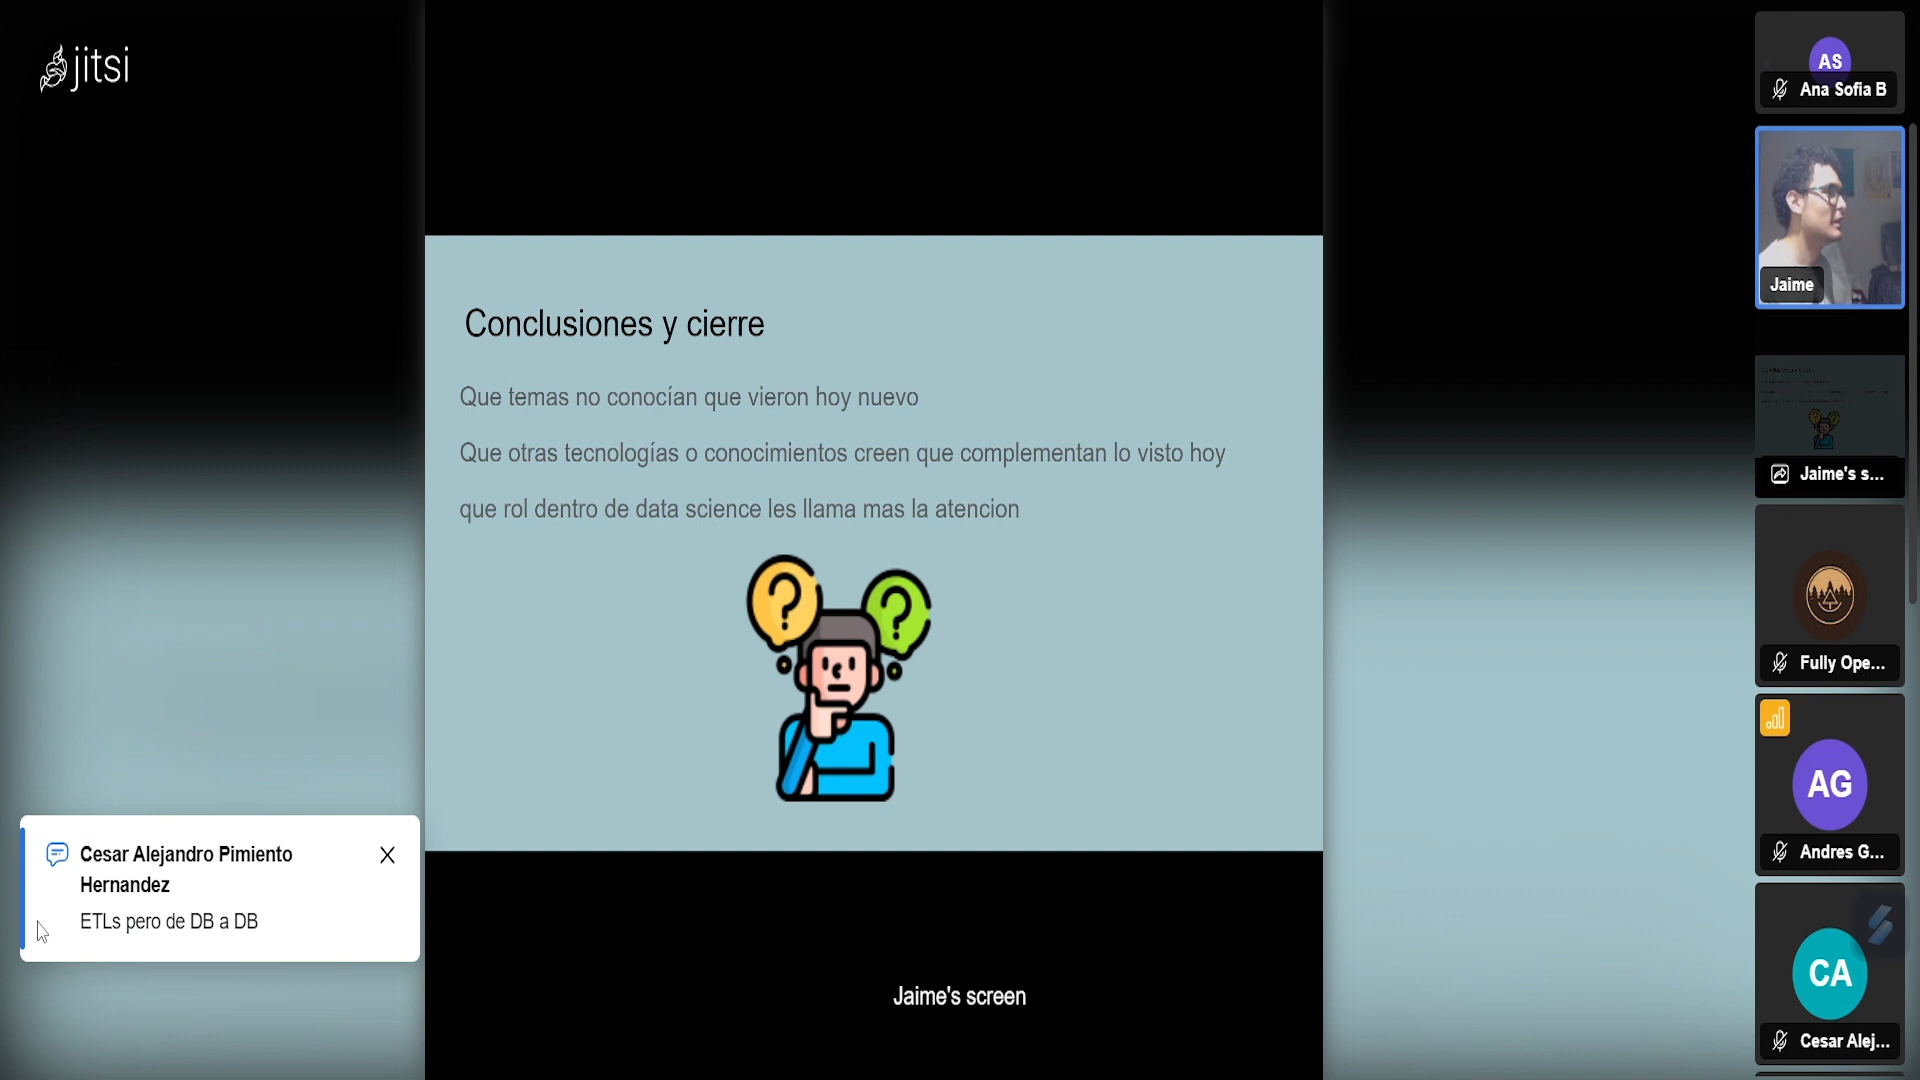 jitsi
Conclusiones y cierre
Que temas no conocían que vieron hoy nuevo
Que otras tecnologías o conocimientos creen que complementan lo visto hoy
que rol dentro de data science les llama mas la atencion
Cesar Alejandro Pimiento
Hernandez
ETLs pero de DB a DB
Jaime's screen
AS
Ana Sofia B
Jaime
Jaime's s...
Fully Ope...
AG
Andres G...
CA
Cesar Alej...